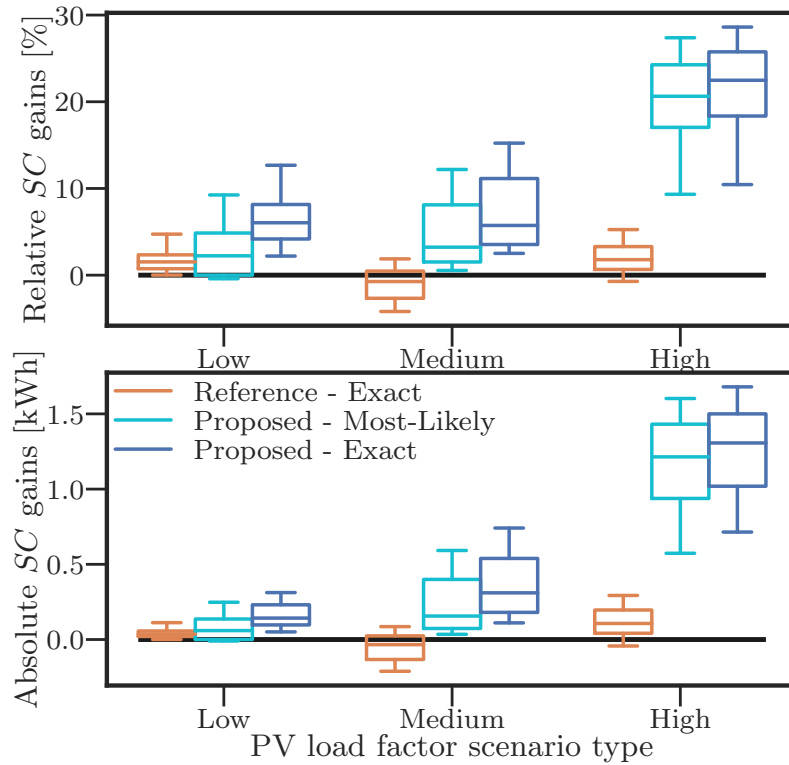 Relative SC gains [%]
30
20
10
0
Low Medium High
Absolute SC gains [kWh]
1.5
1.0
0.5
0.0
Reference - Exact
Proposed - Most-Likely
Proposed - Exact
Low Medium High
PV load factor scenario type